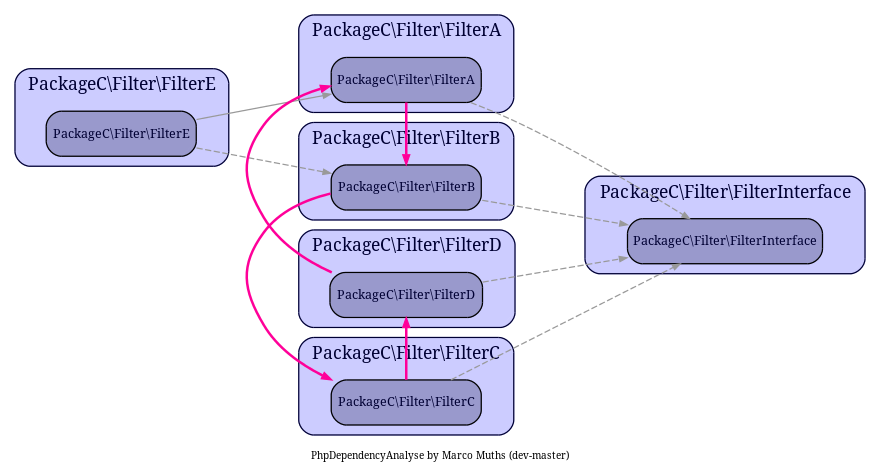 PackageC\Filter\FilterA
PackageC\Filter\FilterA
PackageC\Filter\FilterE
PackageC\Filter\FilterE
PackageC\Filter\FilterB
PackageC\Filter\FilterB
PackageC\Filter\FilterInterface
PackageC\Filter\FilterInterface
PackageC\Filter\FilterD
PackageC\Filter\FilterD
PackageC\Filter\FilterC
PackageC\Filter\FilterC
PhpDependencyAnalyse by Marco Muths (dev-master)